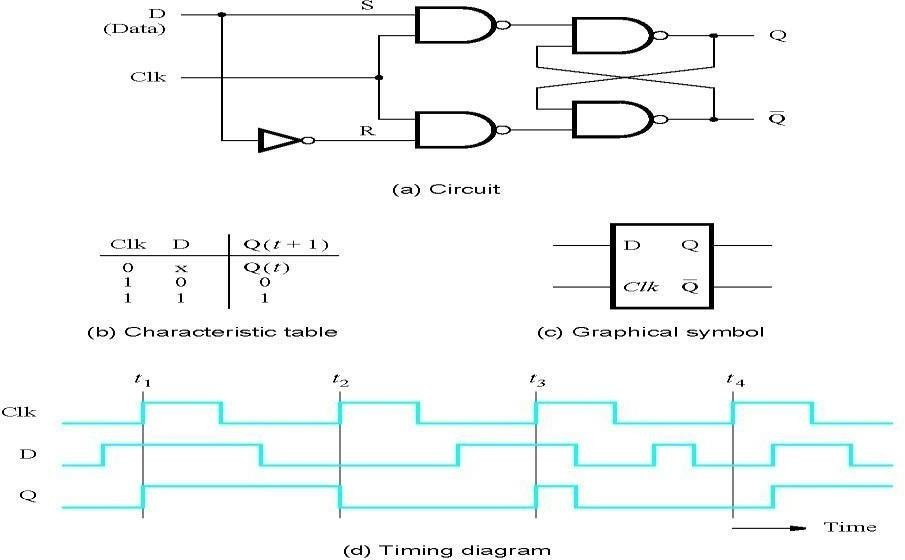 D
S
(Data)
Q
Clk
R
Q̅
(a) Circuit
Clk D Q(t + 1)
0 x Q(t)
1 0 0
1 1 1
(b) Characteristic table
D Q
Clk Q̅
(c) Graphical symbol
t1 t2 t3 t4
Clk
D
Q
Time
(d) Timing diagram